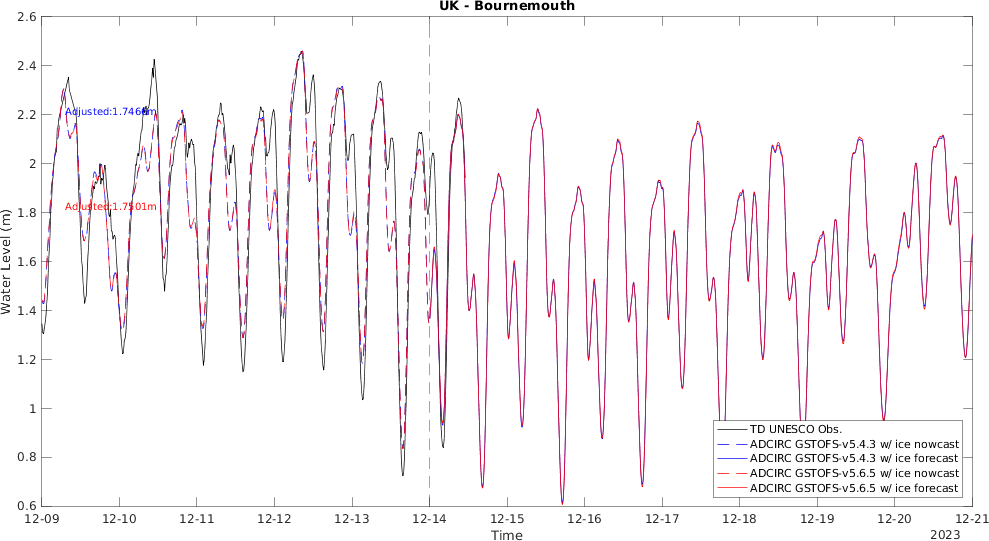 UK - Bournemouth
2.6
2.4
2.2
2
1.8
1.6
1.4
1.2
1
0.8
0.6
Water Level (m)
Adjusted:1.7501m
12-09
12-10
12-11
12-12
12-13
12-14
12-15
12-16
12-17
12-18
12-19
12-20
12-21
Time
2023
TD UNESCO Obs.
ADCIRC GSTOFS-v5.4.3 w/ ice nowcast
ADCIRC GSTOFS-v5.4.3 w/ ice forecast
ADCIRC GSTOFS-v5.6.5 w/ ice nowcast
ADCIRC GSTOFS-v5.6.5 w/ ice forecast